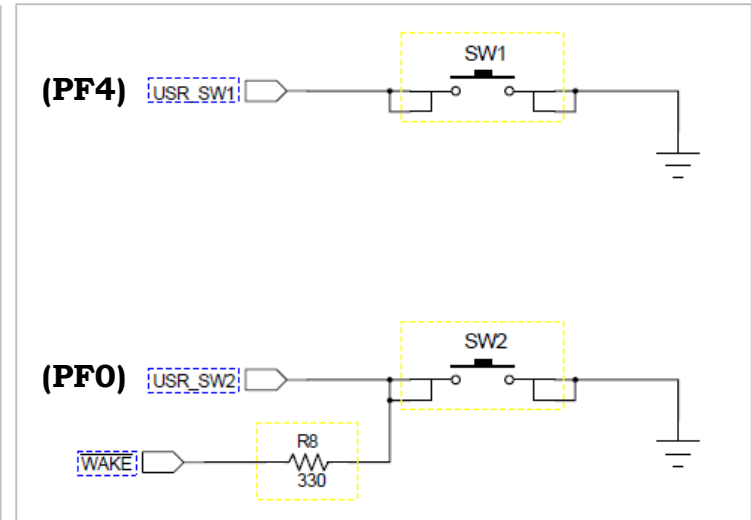 SW1
(PF4) USR_SW1
SW2
(PF0) USR_SW2
R8
WAKE
330